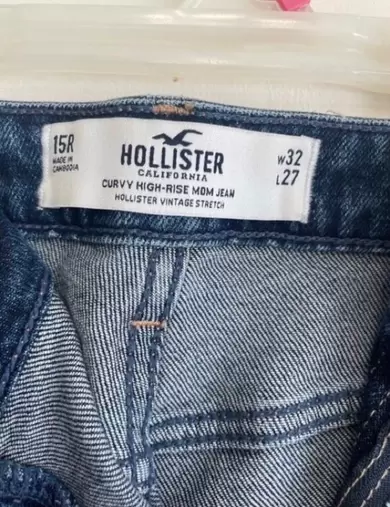 15R
MADE IN
CAMBODIA
HOLLISTER
CALIFORNIA
CURVY HIGH-RISE MOM JEAN
HOLLISTER VINTAGE STRETCH
W32
L27